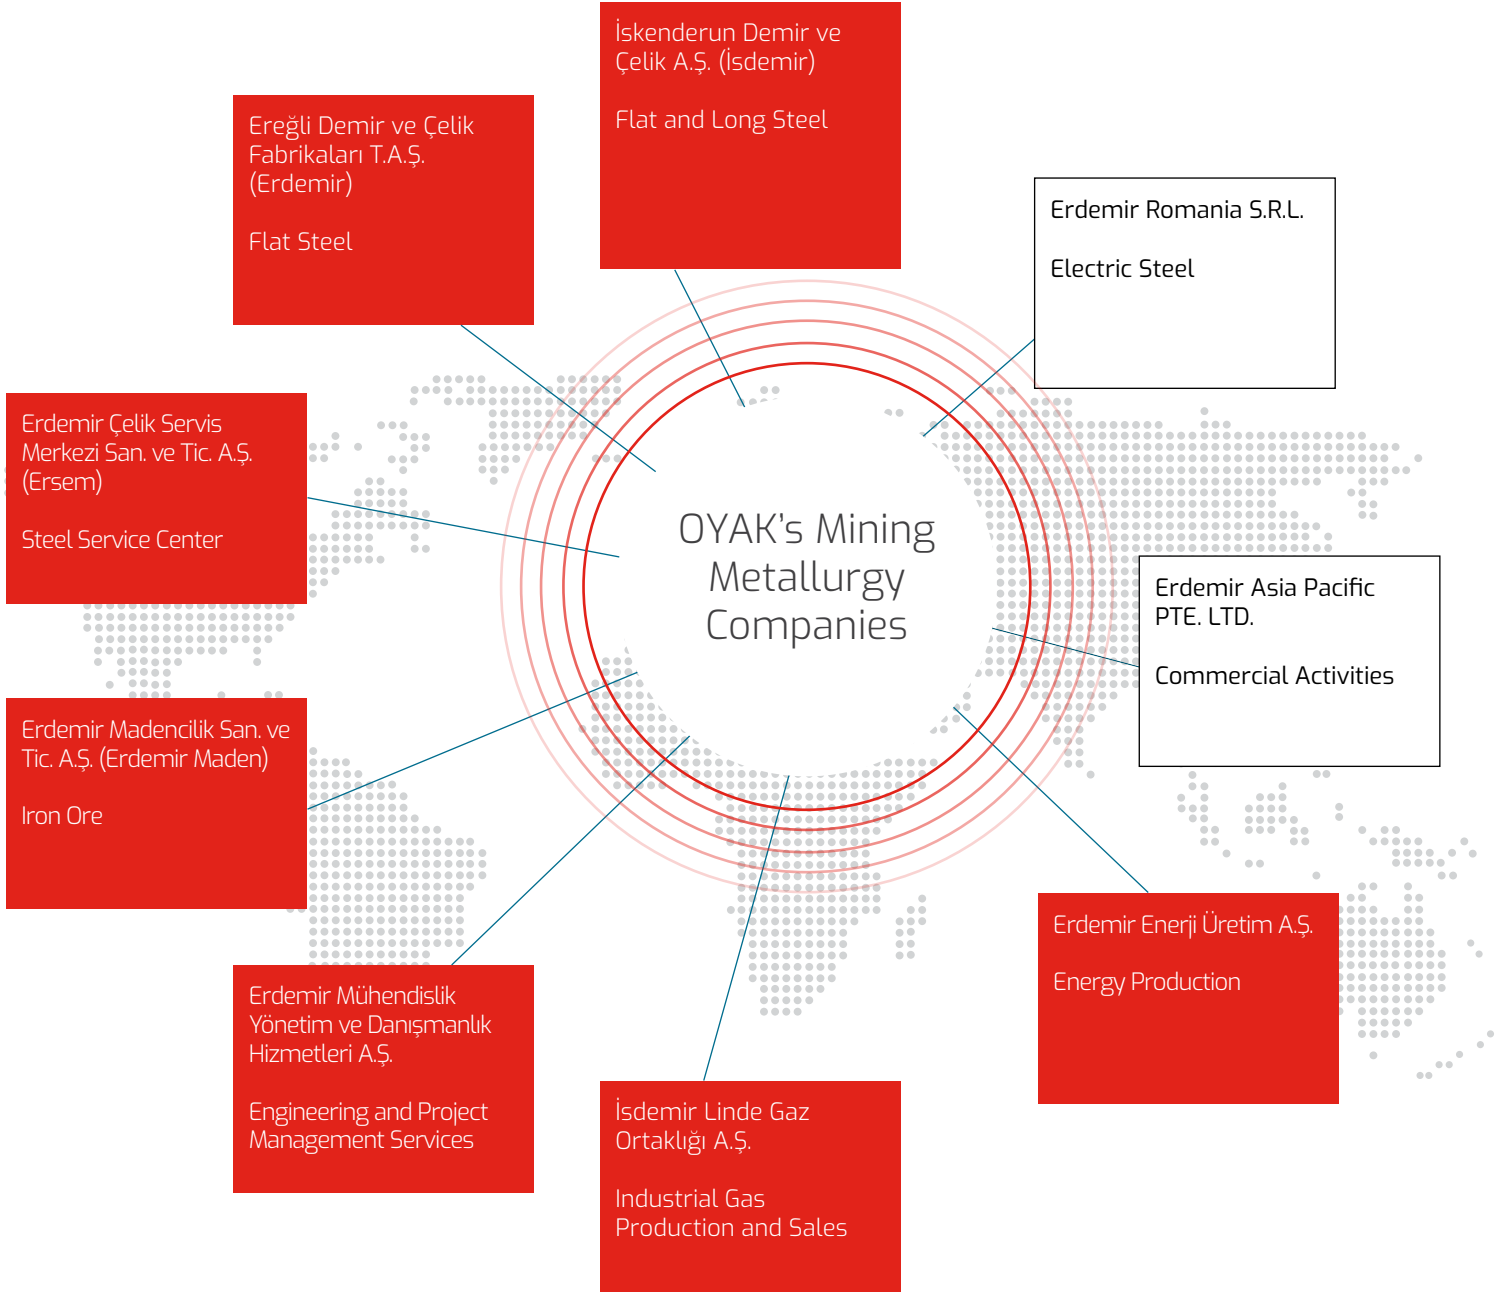 İskenderun Demir ve
Çelik A.Ş. (İsdemir)
Flat and Long Steel
Ereğli Demir ve Çelik
Fabrikaları T.A.Ş.
(Erdemir)
Flat Steel
Erdemir Romania S.R.L.
Electric Steel
Erdemir Çelik Servis
Merkezi San. ve Tic. A.Ş.
(Ersem)
Steel Service Center
OYAK's Mining
Metallurgy
Companies
Erdemir Asia Pacific
PTE. LTD.
Commercial Activities
Erdemir Madencilik San. ve
Tic. A.Ş. (Erdemir Maden)
Iron Ore
Erdemir Enerji Üretim A.Ş.
Energy Production
Erdemir Mühendislik
Yönetim ve Danışmanlık
Hizmetleri A.Ş.
Engineering and Project
Management Services
İsdemir Linde Gaz
Ortaklığı A.Ş.
Industrial Gas
Production and Sales